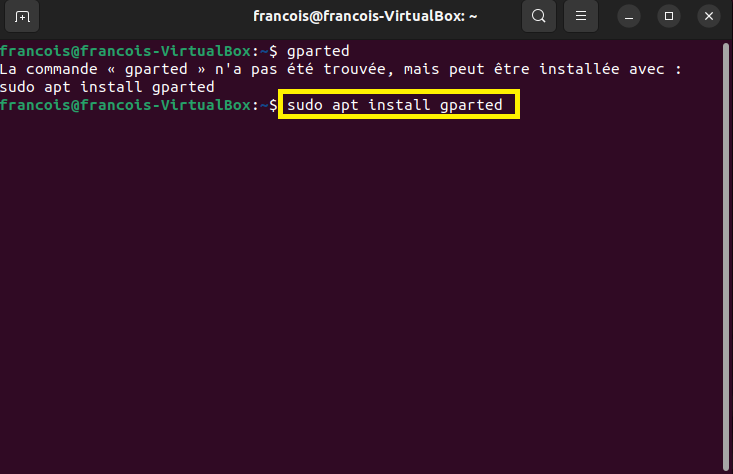 francois@francois-VirtualBox: ~
francois@francois-VirtualBox:~$ gparted
La commande « gparted » n'a pas été trouvée, mais peut être installée avec :
sudo apt install gparted
francois@francois-VirtualBox:~$ sudo apt install gparted